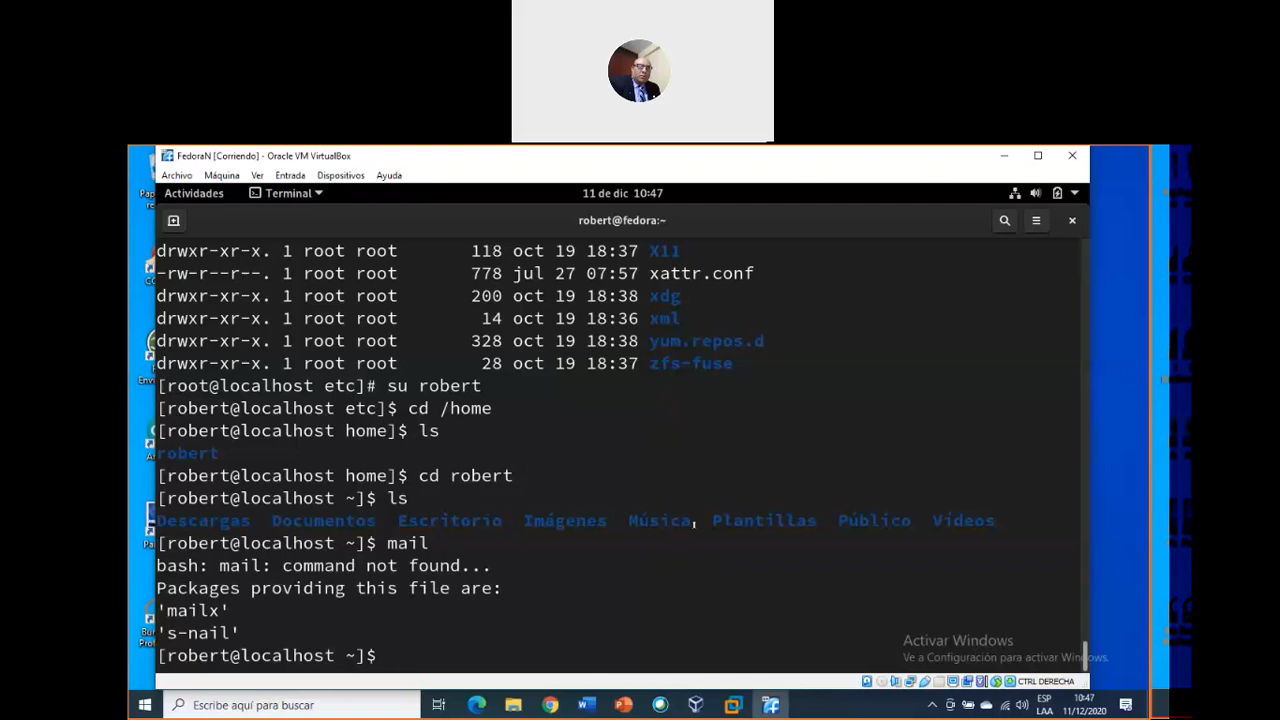 FedoraN [Corriendo] - Oracle VM VirtualBox
Archivo Máquina Ver Entrada Dispositivos Ayuda
Actividades Terminal 11 de dic 10:47
robert@fedora:~
drwxr-xr-x. 1 root root 118 oct 19 18:37 X11
-rw-r--r--. 1 root root 778 jul 27 07:57 xattr.conf
drwxr-xr-x. 1 root root 200 oct 19 18:38 xdg
drwxr-xr-x. 1 root root 14 oct 19 18:36 xml
drwxr-xr-x. 1 root root 328 oct 19 18:38 yum.repos.d
drwxr-xr-x. 1 root root 28 oct 19 18:37 zfs-fuse
[root@localhost etc]# su robert
[robert@localhost etc]$ cd /home
[robert@localhost home]$ ls
robert
[robert@localhost home]$ cd robert
[robert@localhost ~]$ ls
Descargas Documentos Escritorio Imágenes Música Plantillas Público Vídeos
[robert@localhost ~]$ mail
bash: mail: command not found...
Packages providing this file are:
'mailx'
's-nail'
[robert@localhost ~]$
Activar Windows
Ve a Configuración para activar Windows.
CTRL DERECHA
Escribe aquí para buscar
ESP
LAA
10:47
11/12/2020